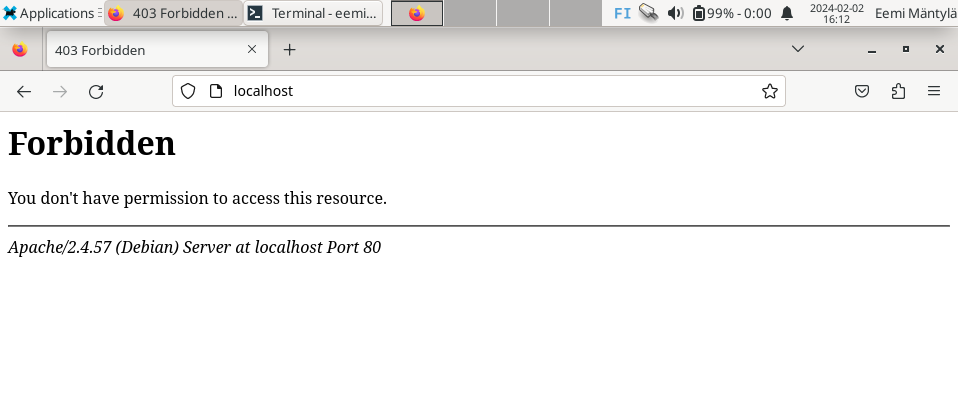 Applications
403 Forbidden ...
Terminal - eemi...
FI
99% - 0:00
2024-02-02
16:12
Eemi Mäntylä
403 Forbidden
localhost
Forbidden
You don't have permission to access this resource.
Apache/2.4.57 (Debian) Server at localhost Port 80